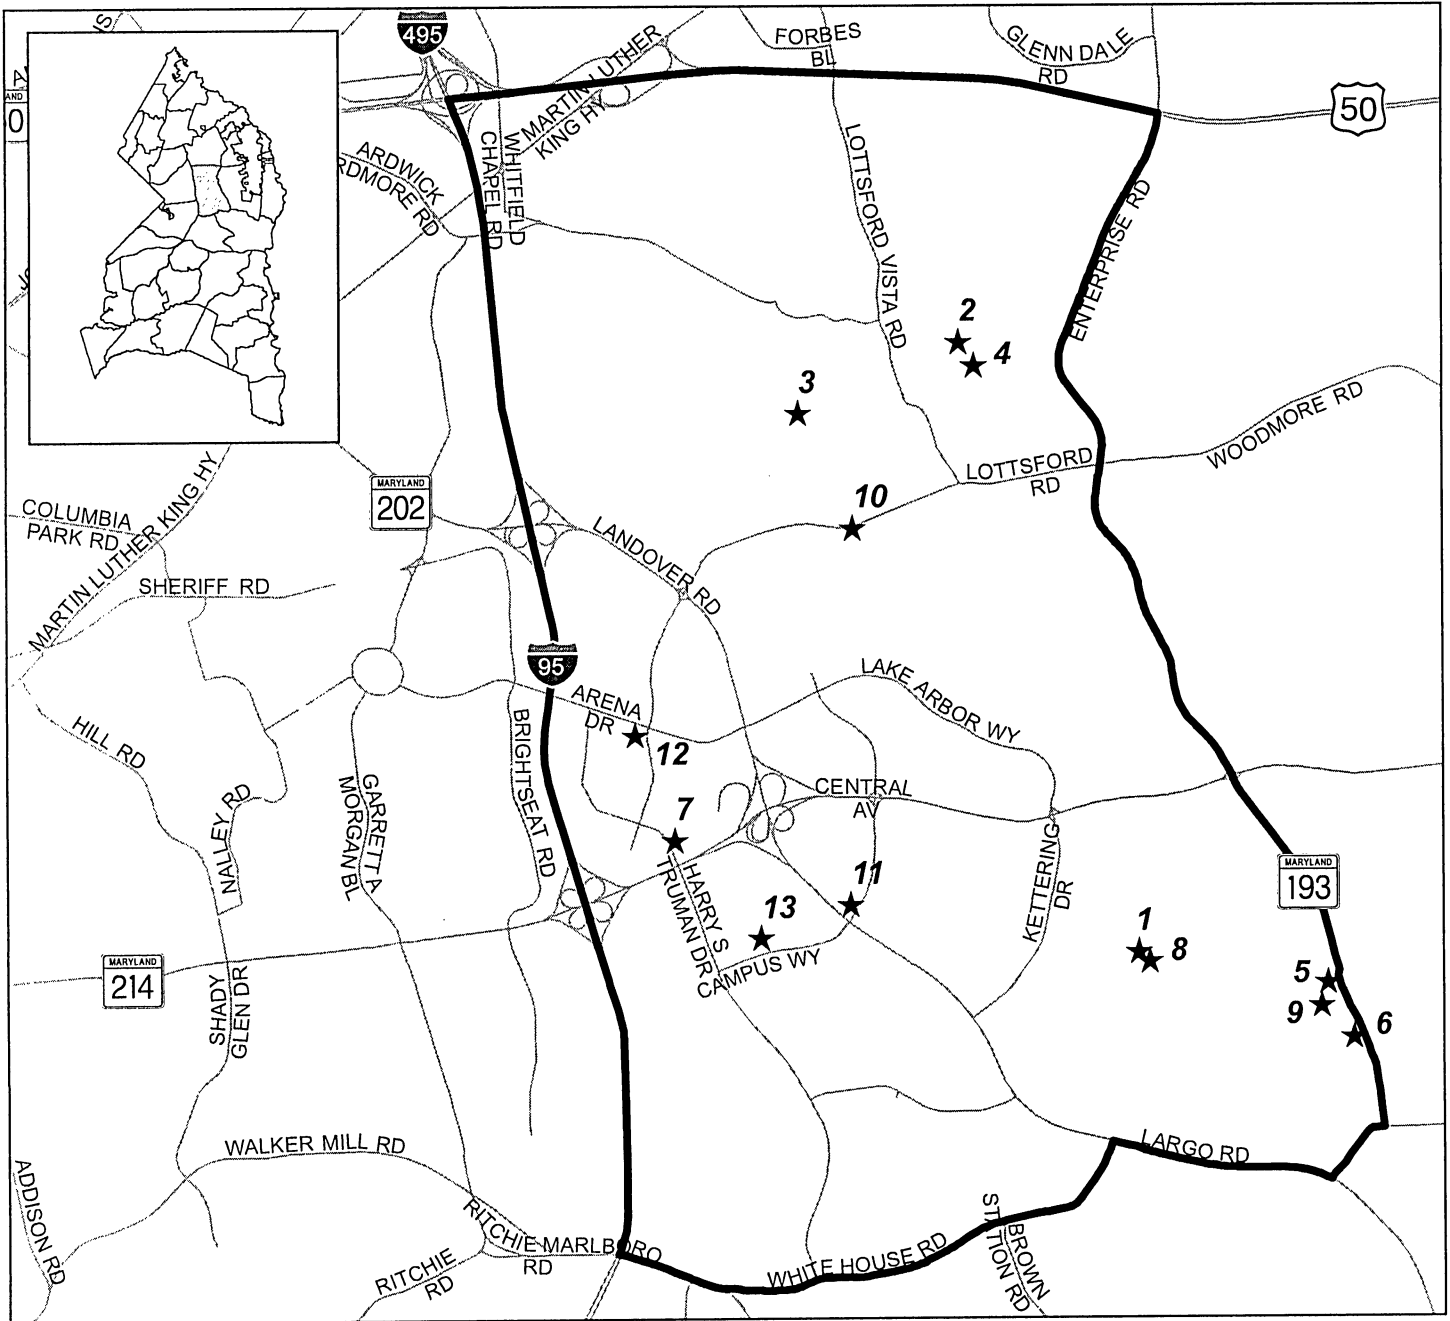 495
MARTIN LUTHER
KING HY
FORBES
BL
GLENN DALE
RD
50
AND
0
ARDWICK
RDMORE RD
WHITFIELD
CHAPEL RD
LOTTSFORD VISTA RD
ENTERPRISE RD
2
4
3
WOODMORE RD
LOTTSFORD
RD
10
MARYLAND
202
COLUMBIA
PARK RD
MARTIN LUTHER KING HY
SHERIFF RD
LANDOVER RD
95
ARENA
DR
12
LAKE ARBOR WY
HILL RD
NALLEY RD
GARRETT A
MORGAN BL
BRIGHTSEAT RD
7
CENTRAL
AV
KETTERING
DR
MARYLAND
193
HARRY S
TRUMAN DR
11
13
CAMPUS WY
1
8
5
9
6
MARYLAND
214
SHADY
GLEN DR
WALKER MILL RD
ADDISON RD
RITCHIE MARLBORO
RD
RITCHIE
RD
WHITE HOUSE RD
LARGO RD
BROWN
STATION RD